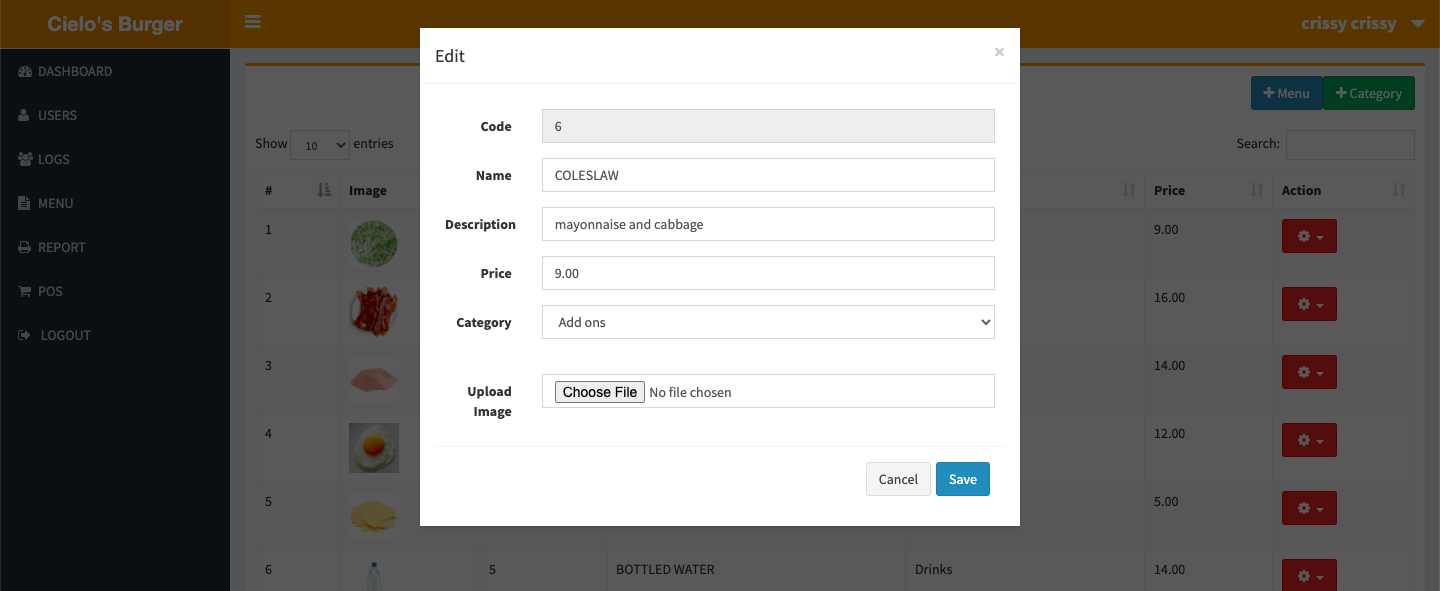 Cielo's Burger
crissy crissy
DASHBOARD
USERS
LOGS
MENU
REPORT
POS
LOGOUT
Menu
Category
Show 10 entries
Search:
# Image Price Action
1 9.00
2 16.00
3 14.00
4 12.00
5 5.00
6 5 BOTTLED WATER Drinks 14.00
Edit
×
Code 6
Name COLESLAW
Description mayonnaise and cabbage
Price 9.00
Category Add ons
Upload Image Choose File No file chosen
Cancel Save